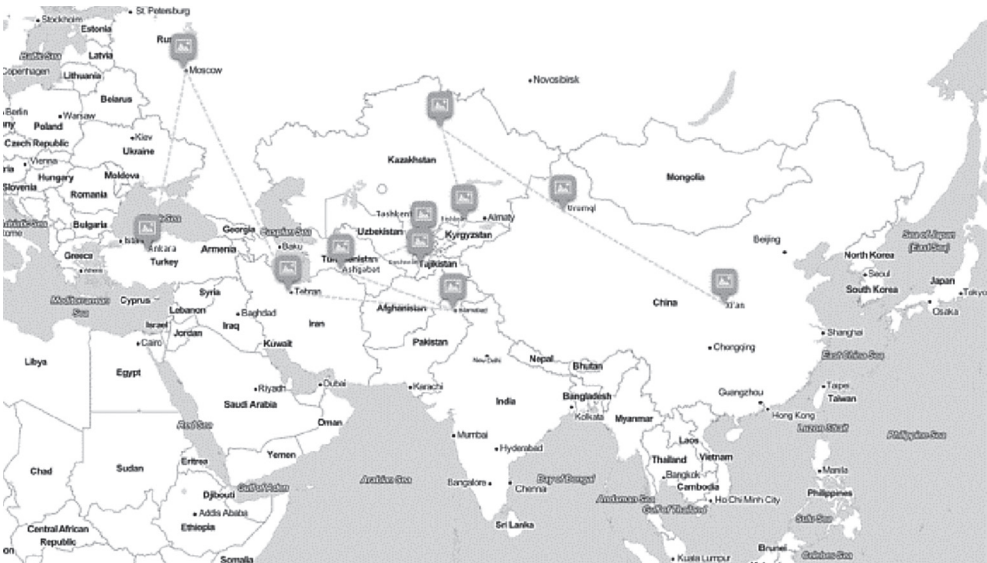 St. Petersburg
Stockholm
Estonia
Moscow
Baltic Sea
Latvia
Copenhagen
Lithuania
Novosibirsk
Belarus
Berlin
Warsaw
Poland
Czech Republic
Kiev
Ukraine
Vienna
Kazakhstan
Hungary
Moldova
Mongolia
Slovenia
Romania
Urumqi
Tashkent
Almaty
Bulgaria
Georgia
Caspian Sea
Uzbekistan
Kyrgyzstan
Beijing
Sea of Japan
(East Sea)
Ankara
Armenia
Baku
Greece
Turkey
Ashgabat
Tajikistan
North Korea
Athens
Seoul
Japan
Tokyo
Syria
Tehran
South Korea
Mediterranean
Sea
Cyprus
Lebanon
Baghdad
Afghanistan
Islamabad
China
Xi'an
Osaka
Israel
Iraq
Iran
Jordan
Shanghai
Cairo
Kuwait
Pakistan
Chongqing
East China Sea
Libya
Egypt
New Delhi
Nepal
Bhutan
Riyadh
Dubai
Karachi
Taipei
Saudi Arabia
India
Bangladesh
Guangzhou
Taiwan
Kolkata
Hong Kong
Red Sea
Oman
Myanmar
Luzon Strait
Philippine Sea
Mumbai
Laos
Hyderabad
Yemen
Thailand
Vietnam
Chad
Sudan
Eritrea
Manila
Arabian Sea
Bay of Bengal
Bangkok
Bangalore
Chenna
Cambodia
Djibouti
Andaman Sea
Ho Chi Minh City
Philippines
Gulf of Thailand
Addis Ababa
Ethiopia
Sri Lanka
Sulu Sea
Central African
Republic
Somalia
Kuala Lumpur
Brunei
Celebes Sea